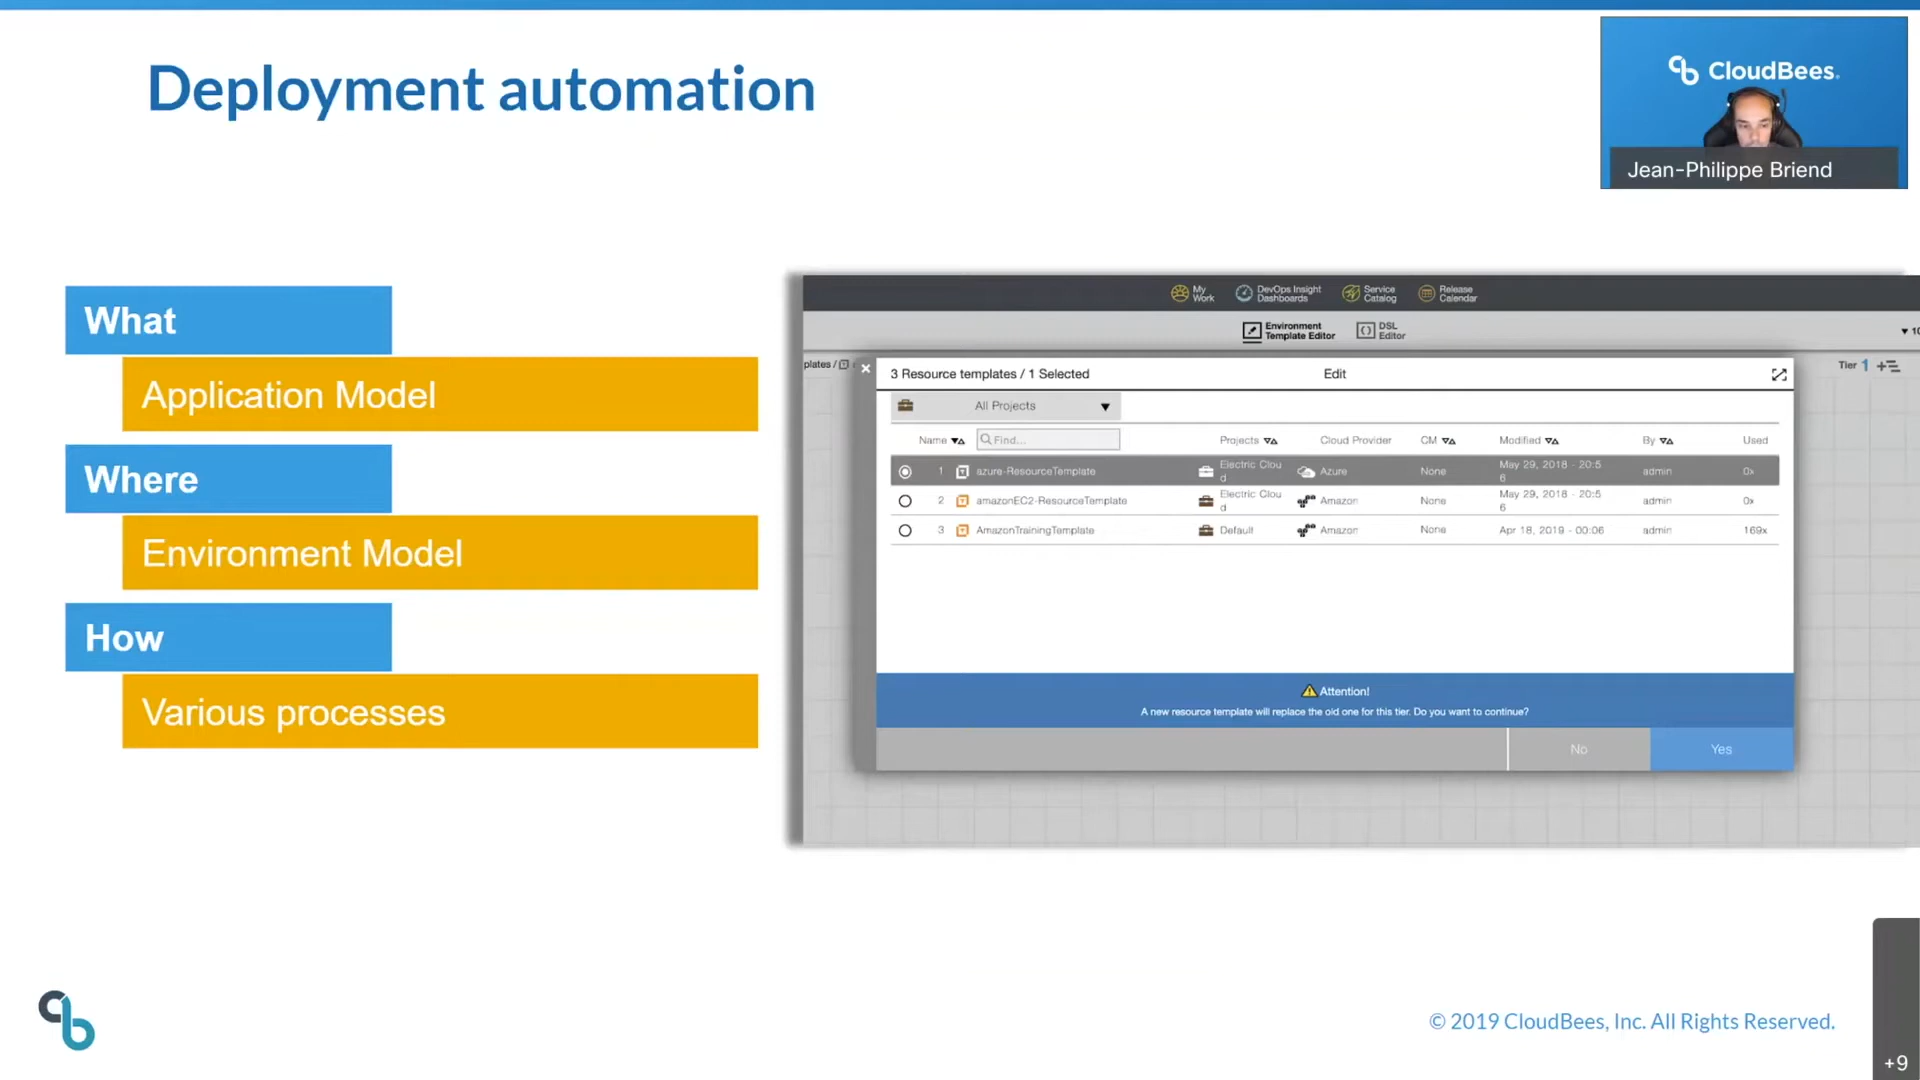 Deployment automation
CloudBees.
Jean-Philippe Briend
What
Application Model
Where
Environment Model
How
Various processes
My Work
DevOps Insight Dashboards
Service Catalog
Release Calendar
Environment Template Editor
DSL Editor
▼ 10
plates /
Tier 1
3 Resource templates / 1 Selected
Edit
All Projects
Name Find... Projects Cloud Provider CM Modified By Used
1 azure-ResourceTemplate Electric Cloud Azure None May 29, 2018 - 20:56 admin 0x
2 amazonEC2-ResourceTemplate Electric Cloud Amazon None May 29, 2018 - 20:56 admin 0x
3 AmazonTrainingTemplate Default Amazon None Apr 18, 2019 - 00:06 admin 169x
Attention!
A new resource template will replace the old one for this tier. Do you want to continue?
No
Yes
© 2019 CloudBees, Inc. All Rights Reserved.
+9